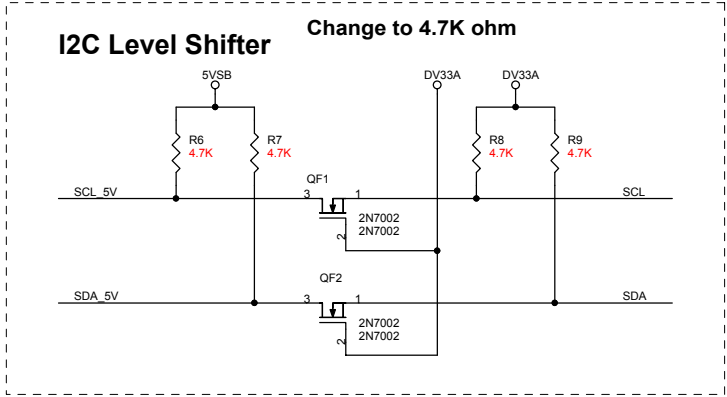 Change to 4.7K ohm
I2C Level Shifter
5VSB
DV33A
DV33A
R6
4.7K
R7
4.7K
R8
4.7K
R9
4.7K
QF1
SCL_5V
3
1
SCL
2N7002
2N7002
2
QF2
SDA_5V
3
1
SDA
2N7002
2N7002
2